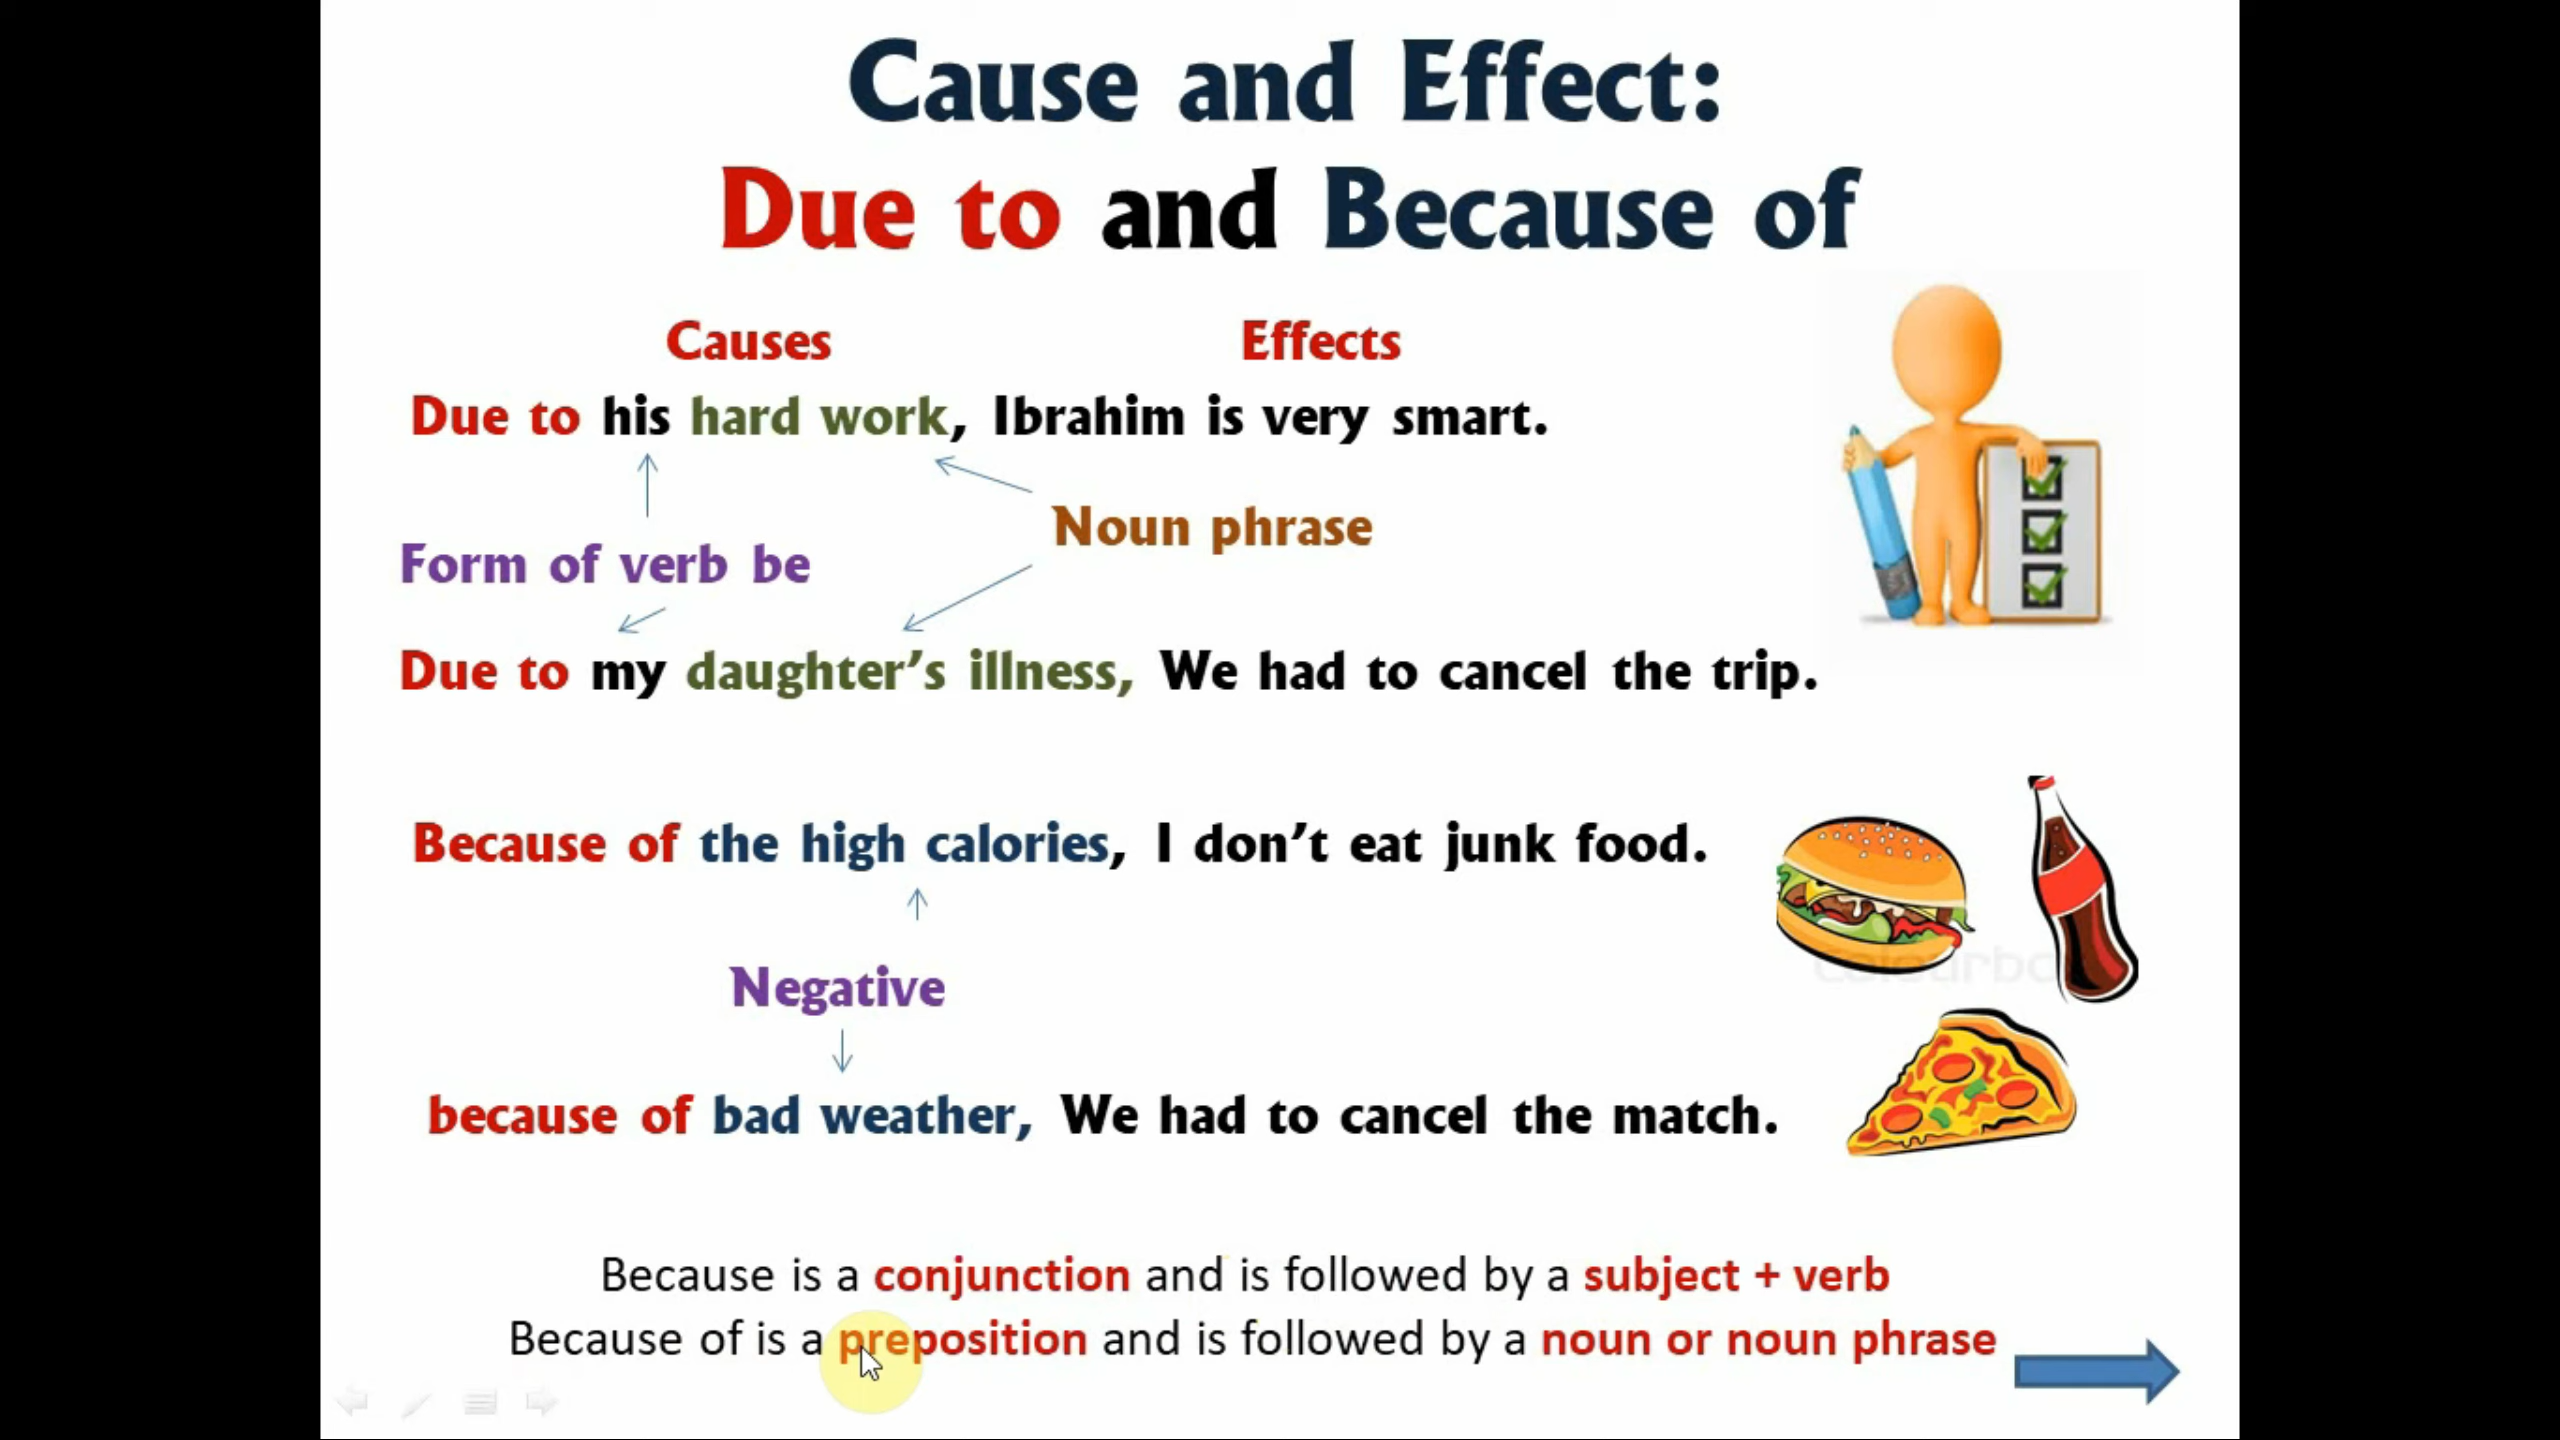 Cause and Effect:
Due to and Because of
Causes Effects
Due to his hard work, Ibrahim is very smart.
Noun phrase
Form of verb be
Due to my daughter's illness, We had to cancel the trip.
Because of the high calories, I don't eat junk food.
Negative
because of bad weather, We had to cancel the match.
Because is a conjunction and is followed by a subject + verb
Because of is a preposition and is followed by a noun or noun phrase